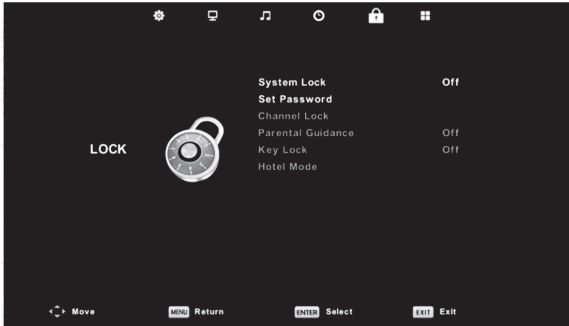 System Lock Off
Set Password
Channel Lock
Parental Guidance Off
LOCK
Key Lock Off
Hotel Mode
Move MENU Return ENTER Select EXIT Exit